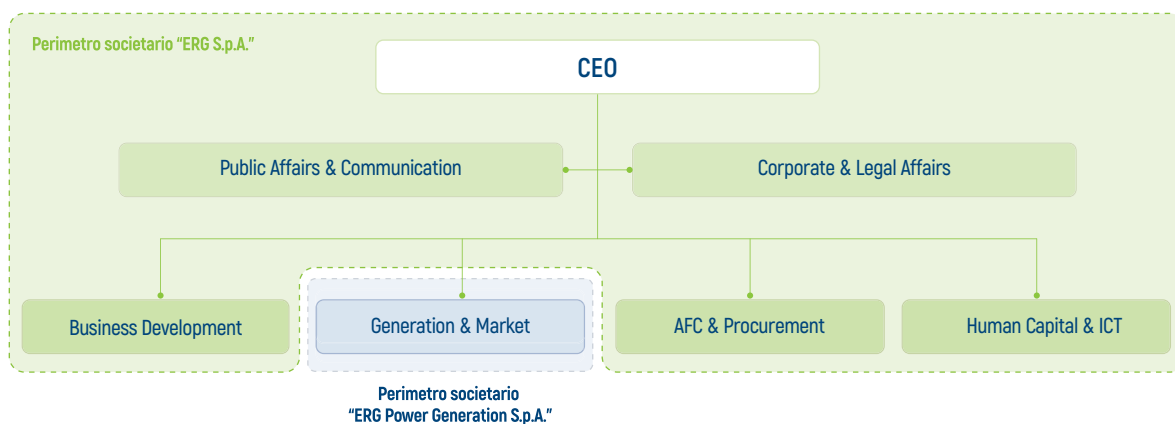 Perimetro societario “ERG S.p.A.”
CEO
Public Affairs & Communication
Corporate & Legal Affairs
Business Development
Generation & Market
AFC & Procurement
Human Capital & ICT
Perimetro societario
“ERG Power Generation S.p.A.”